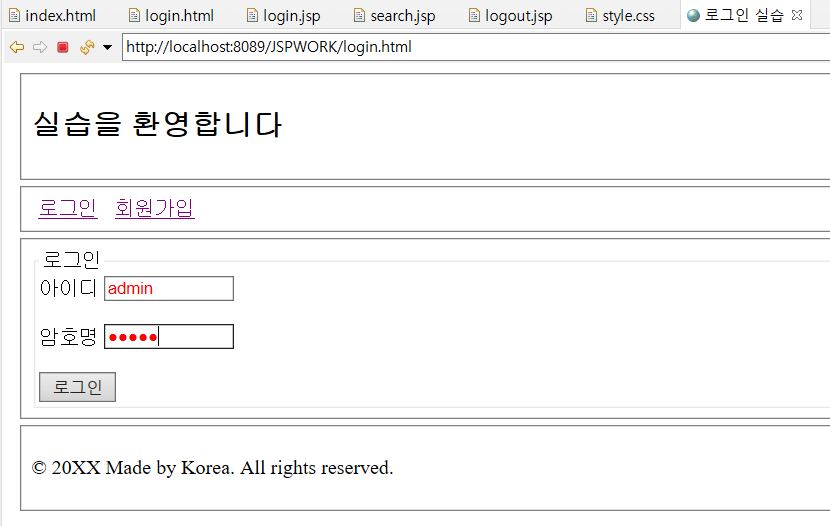 index.html login.html login.jsp search.jsp logout.jsp style.css 로그인 실습
http://localhost:8089/JSPWORK/login.html
실습을 환영합니다
로그인 회원가입
로그인
아이디 admin
암호명 •••••
로그인
© 20XX Made by Korea. All rights reserved.